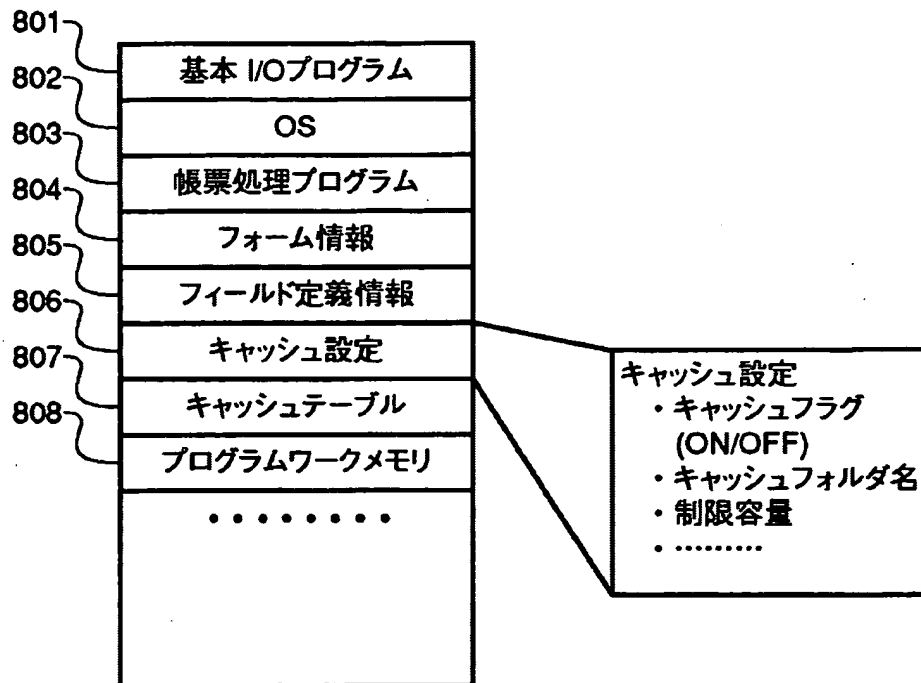 801
基本 I/Oプログラム
802
OS
803
帳票処理プログラム
804
フォーム情報
805
フィールド定義情報
806
キャッシュ設定
807
キャッシュテーブル
808
プログラムワークメモリ
・・・・・・・・
キャッシュ設定
・キャッシュフラグ
(ON/OFF)
・キャッシュフォルダ名
・制限容量
・………